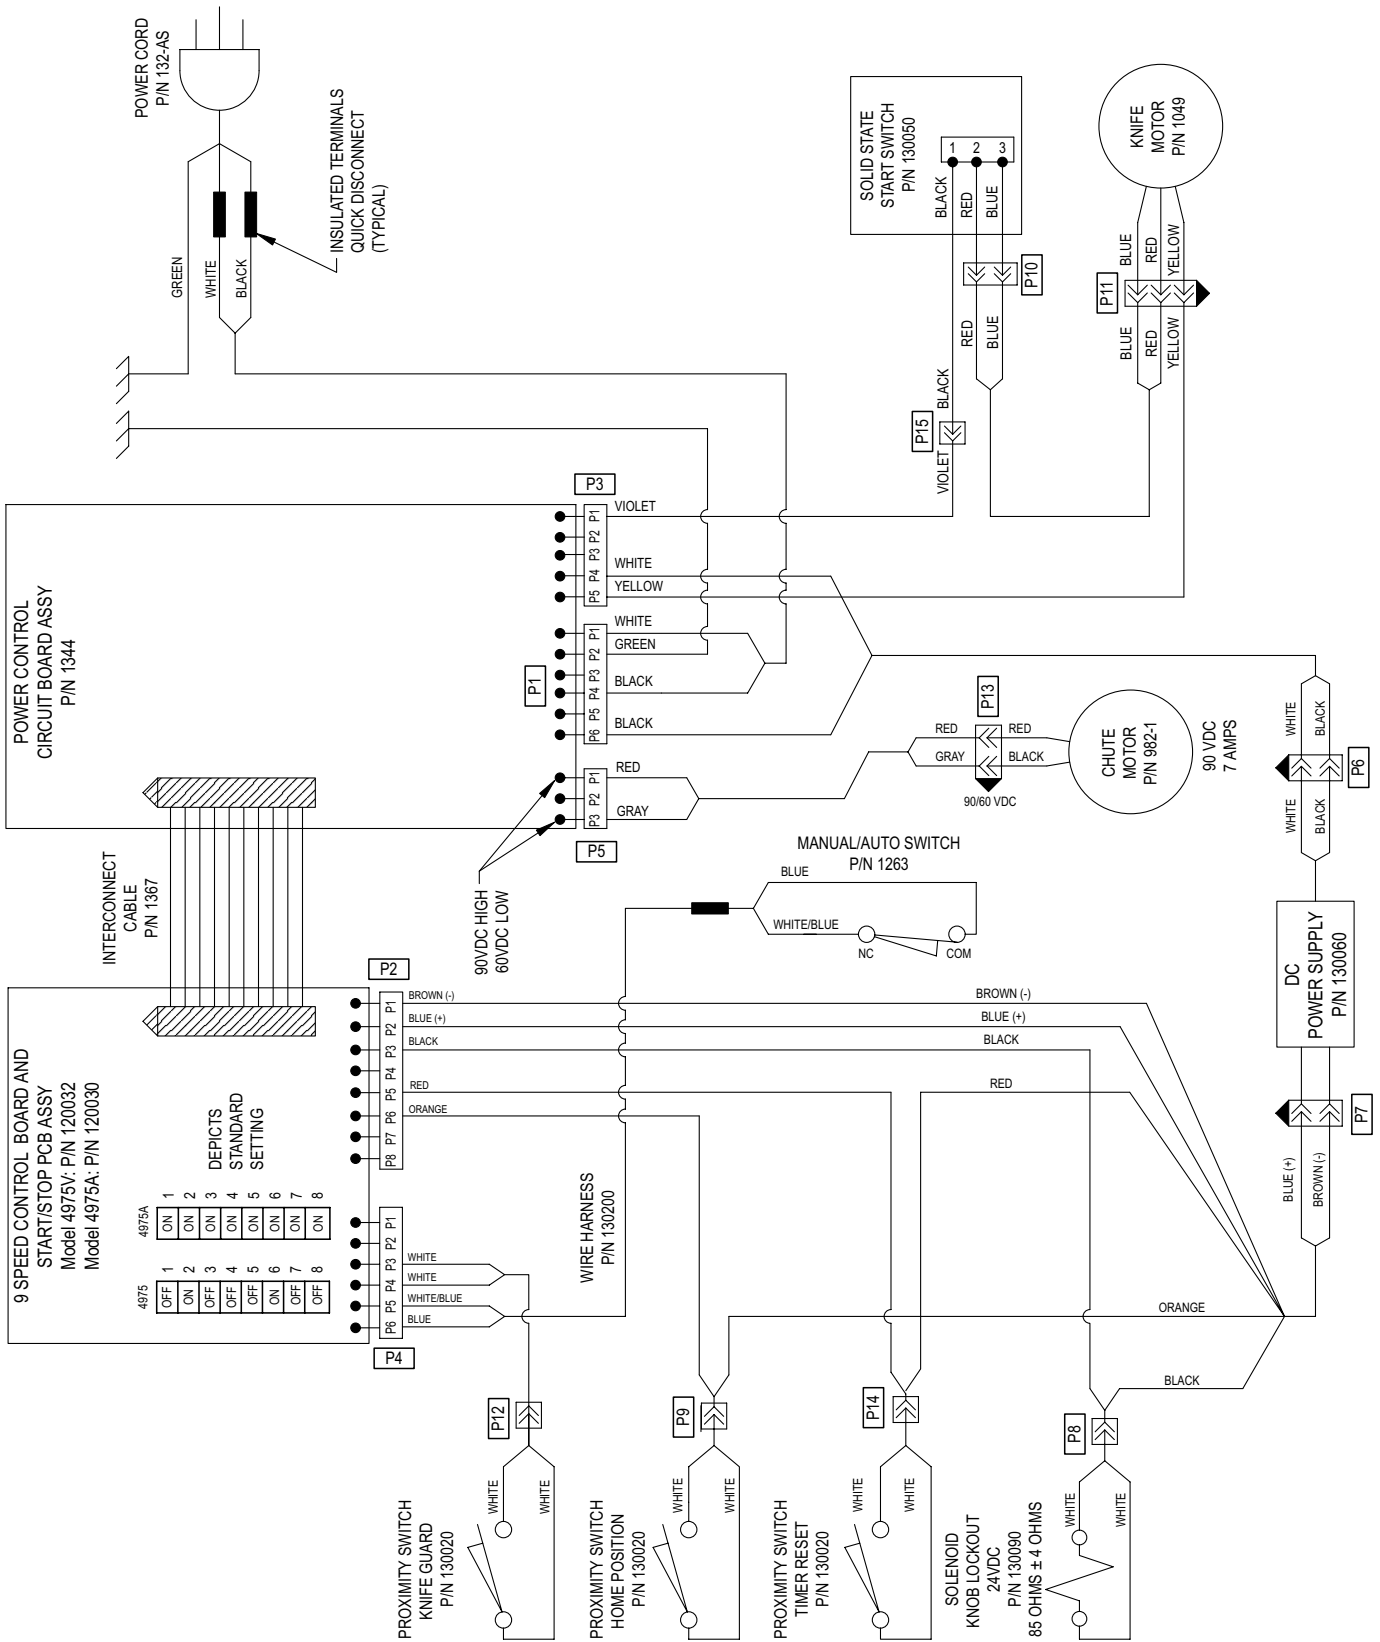 POWER CORD
P/N 132-AS
INSULATED TERMINALS
QUICK DISCONNECT
(TYPICAL)
GREEN
WHITE
BLACK
SOLID STATE
START SWITCH
P/N 130050
1
2
3
BLACK
RED
BLUE
P10
RED
BLUE
BLACK
P15
VIOLET
KNIFE
MOTOR
P/N 1049
BLUE
RED
YELLOW
P11
BLUE
RED
YELLOW
POWER CONTROL
CIRCUIT BOARD ASSY
P/N 1344
P3
P1
P2
P3
P4
P5
VIOLET
WHITE
YELLOW
P1
P1
P2
P3
P4
P5
P6
WHITE
GREEN
BLACK
BLACK
P5
P1
P2
P3
RED
GRAY
90VDC HIGH
60VDC LOW
P13
RED
RED
GRAY
BLACK
90/60 VDC
CHUTE
MOTOR
P/N 982-1
90 VDC
7 AMPS
WHITE
BLACK
P6
WHITE
BLACK
DC
POWER SUPPLY
P/N 130060
P7
BLUE (+)
BROWN (-)
MANUAL/AUTO SWITCH
P/N 1263
BLUE
WHITE/BLUE
NC
COM
INTERCONNECT
CABLE
P/N 1367
9 SPEED CONTROL BOARD AND
START/STOP PCB ASSY
Model 4975V: P/N 120032
Model 4975A: P/N 120030
DEPICTS
STANDARD
SETTING
4975A
ON 1
ON 2
ON 3
ON 4
ON 5
ON 6
ON 7
ON 8
4975
OFF 1
ON 2
OFF 3
OFF 4
OFF 5
ON 6
OFF 7
OFF 8
P2
P1
P2
P3
P4
P5
P6
P7
P8
BROWN (-)
BLUE (+)
BLACK
RED
ORANGE
BROWN (-)
BLUE (+)
BLACK
RED
P4
P1
P2
P3
P4
P5
P6
WHITE
WHITE
WHITE/BLUE
BLUE
WIRE HARNESS
P/N 130200
ORANGE
BLACK
P12
PROXIMITY SWITCH
KNIFE GUARD
P/N 130020
WHITE
WHITE
P9
PROXIMITY SWITCH
HOME POSITION
P/N 130020
WHITE
WHITE
P14
PROXIMITY SWITCH
TIMER RESET
P/N 130020
WHITE
WHITE
P8
SOLENOID
KNOB LOCKOUT
24VDC
P/N 130090
85 OHMS ± 4 OHMS
WHITE
WHITE